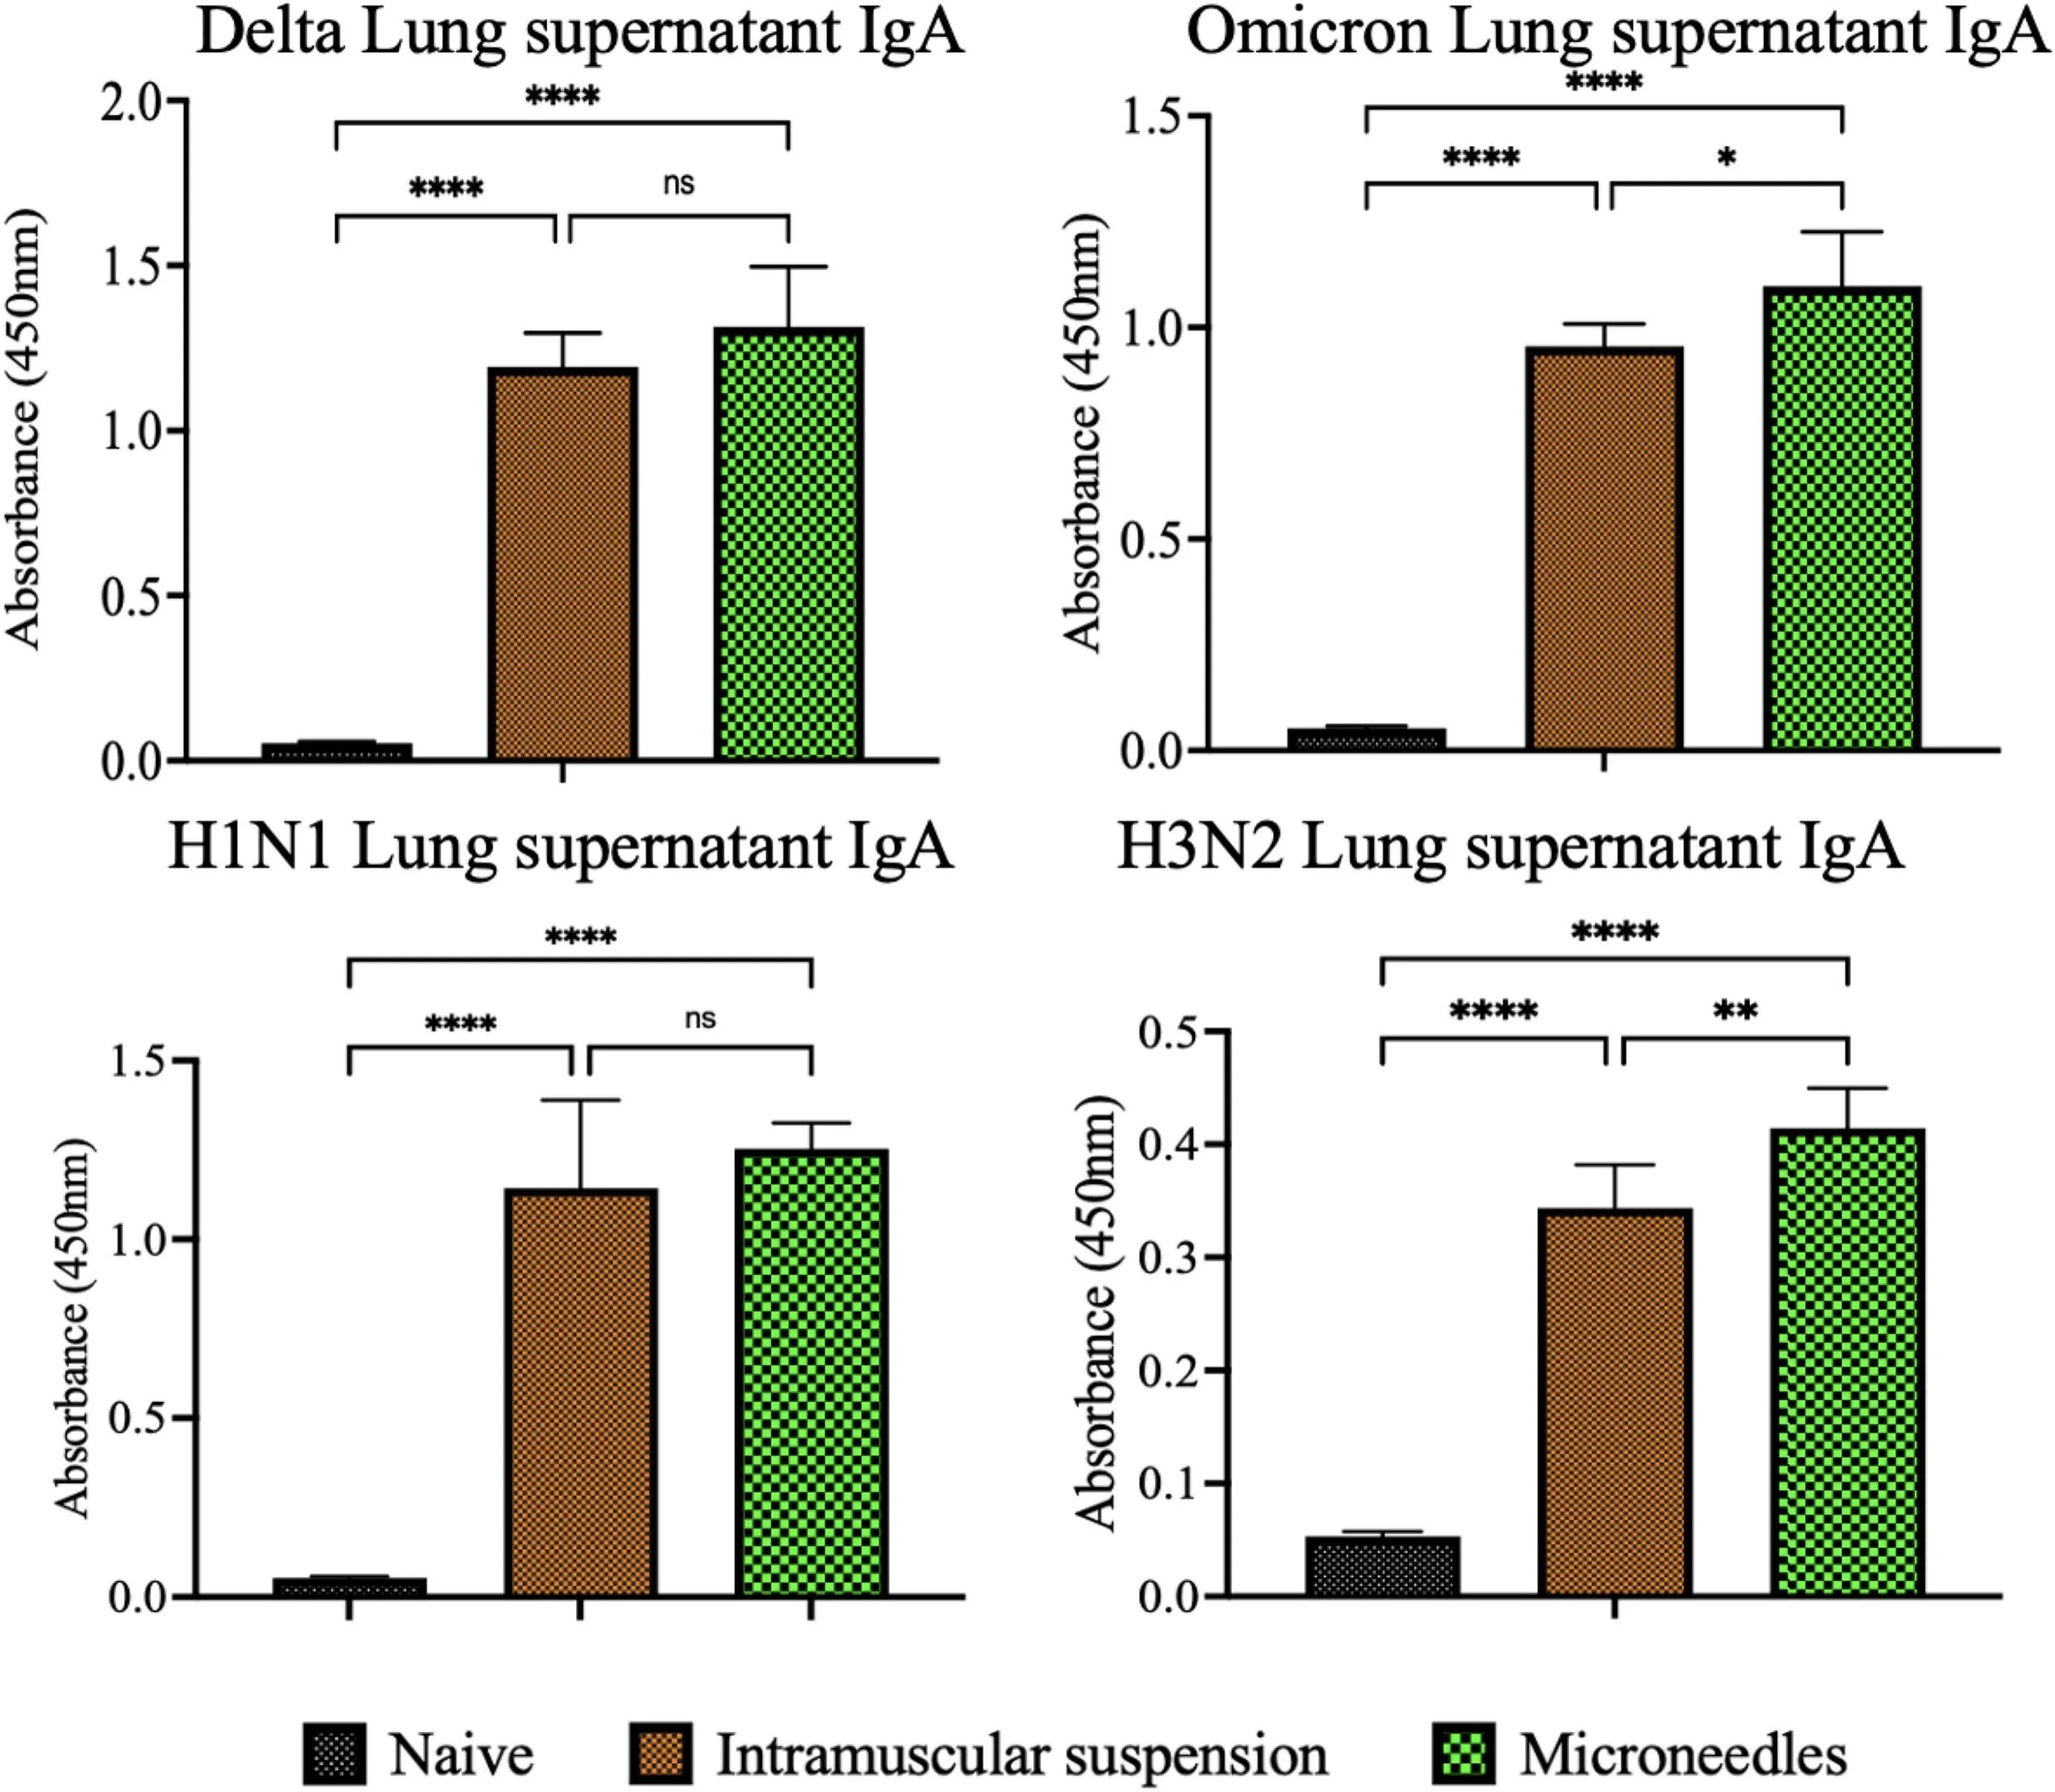 Delta Lung supernatant IgA
****
**** ns
2.0
1.5
1.0
0.5
0.0
Absorbance (450nm)
Omicron Lung supernatant IgA
****
**** *
1.5
1.0
0.5
0.0
Absorbance (450nm)
H1N1 Lung supernatant IgA
****
**** ns
1.5
1.0
0.5
0.0
Absorbance (450nm)
H3N2 Lung supernatant IgA
****
**** **
0.5
0.4
0.3
0.2
0.1
0.0
Absorbance (450nm)
Naive Intramuscular suspension Microneedles